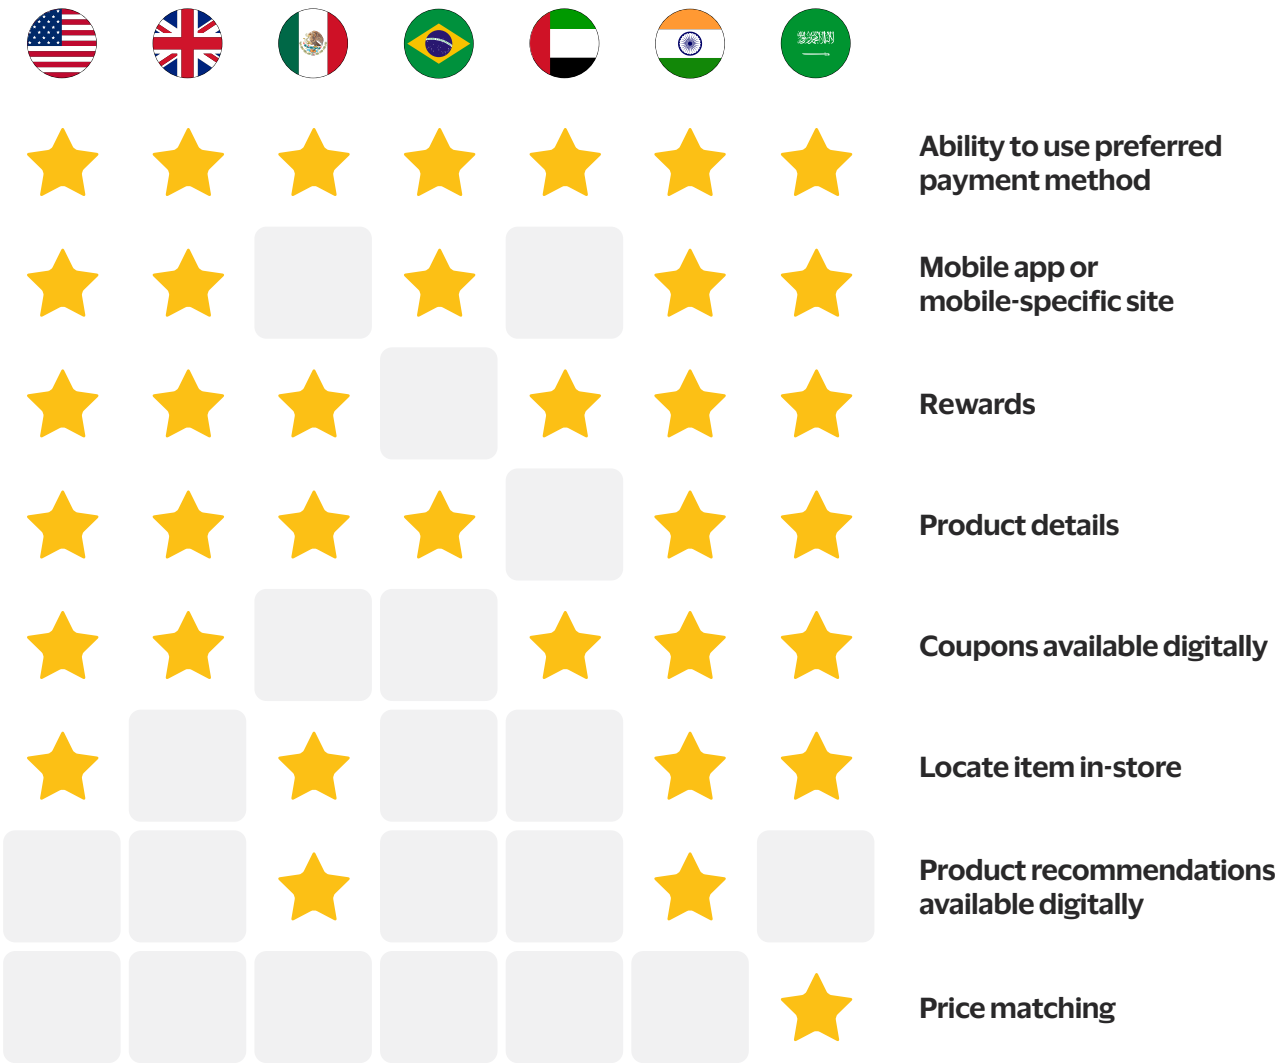 Ability to use preferred
payment method
Mobile app or
mobile-specific site
Rewards
Product details
Coupons available digitally
Locate item in-store
Product recommendations
available digitally
Price matching